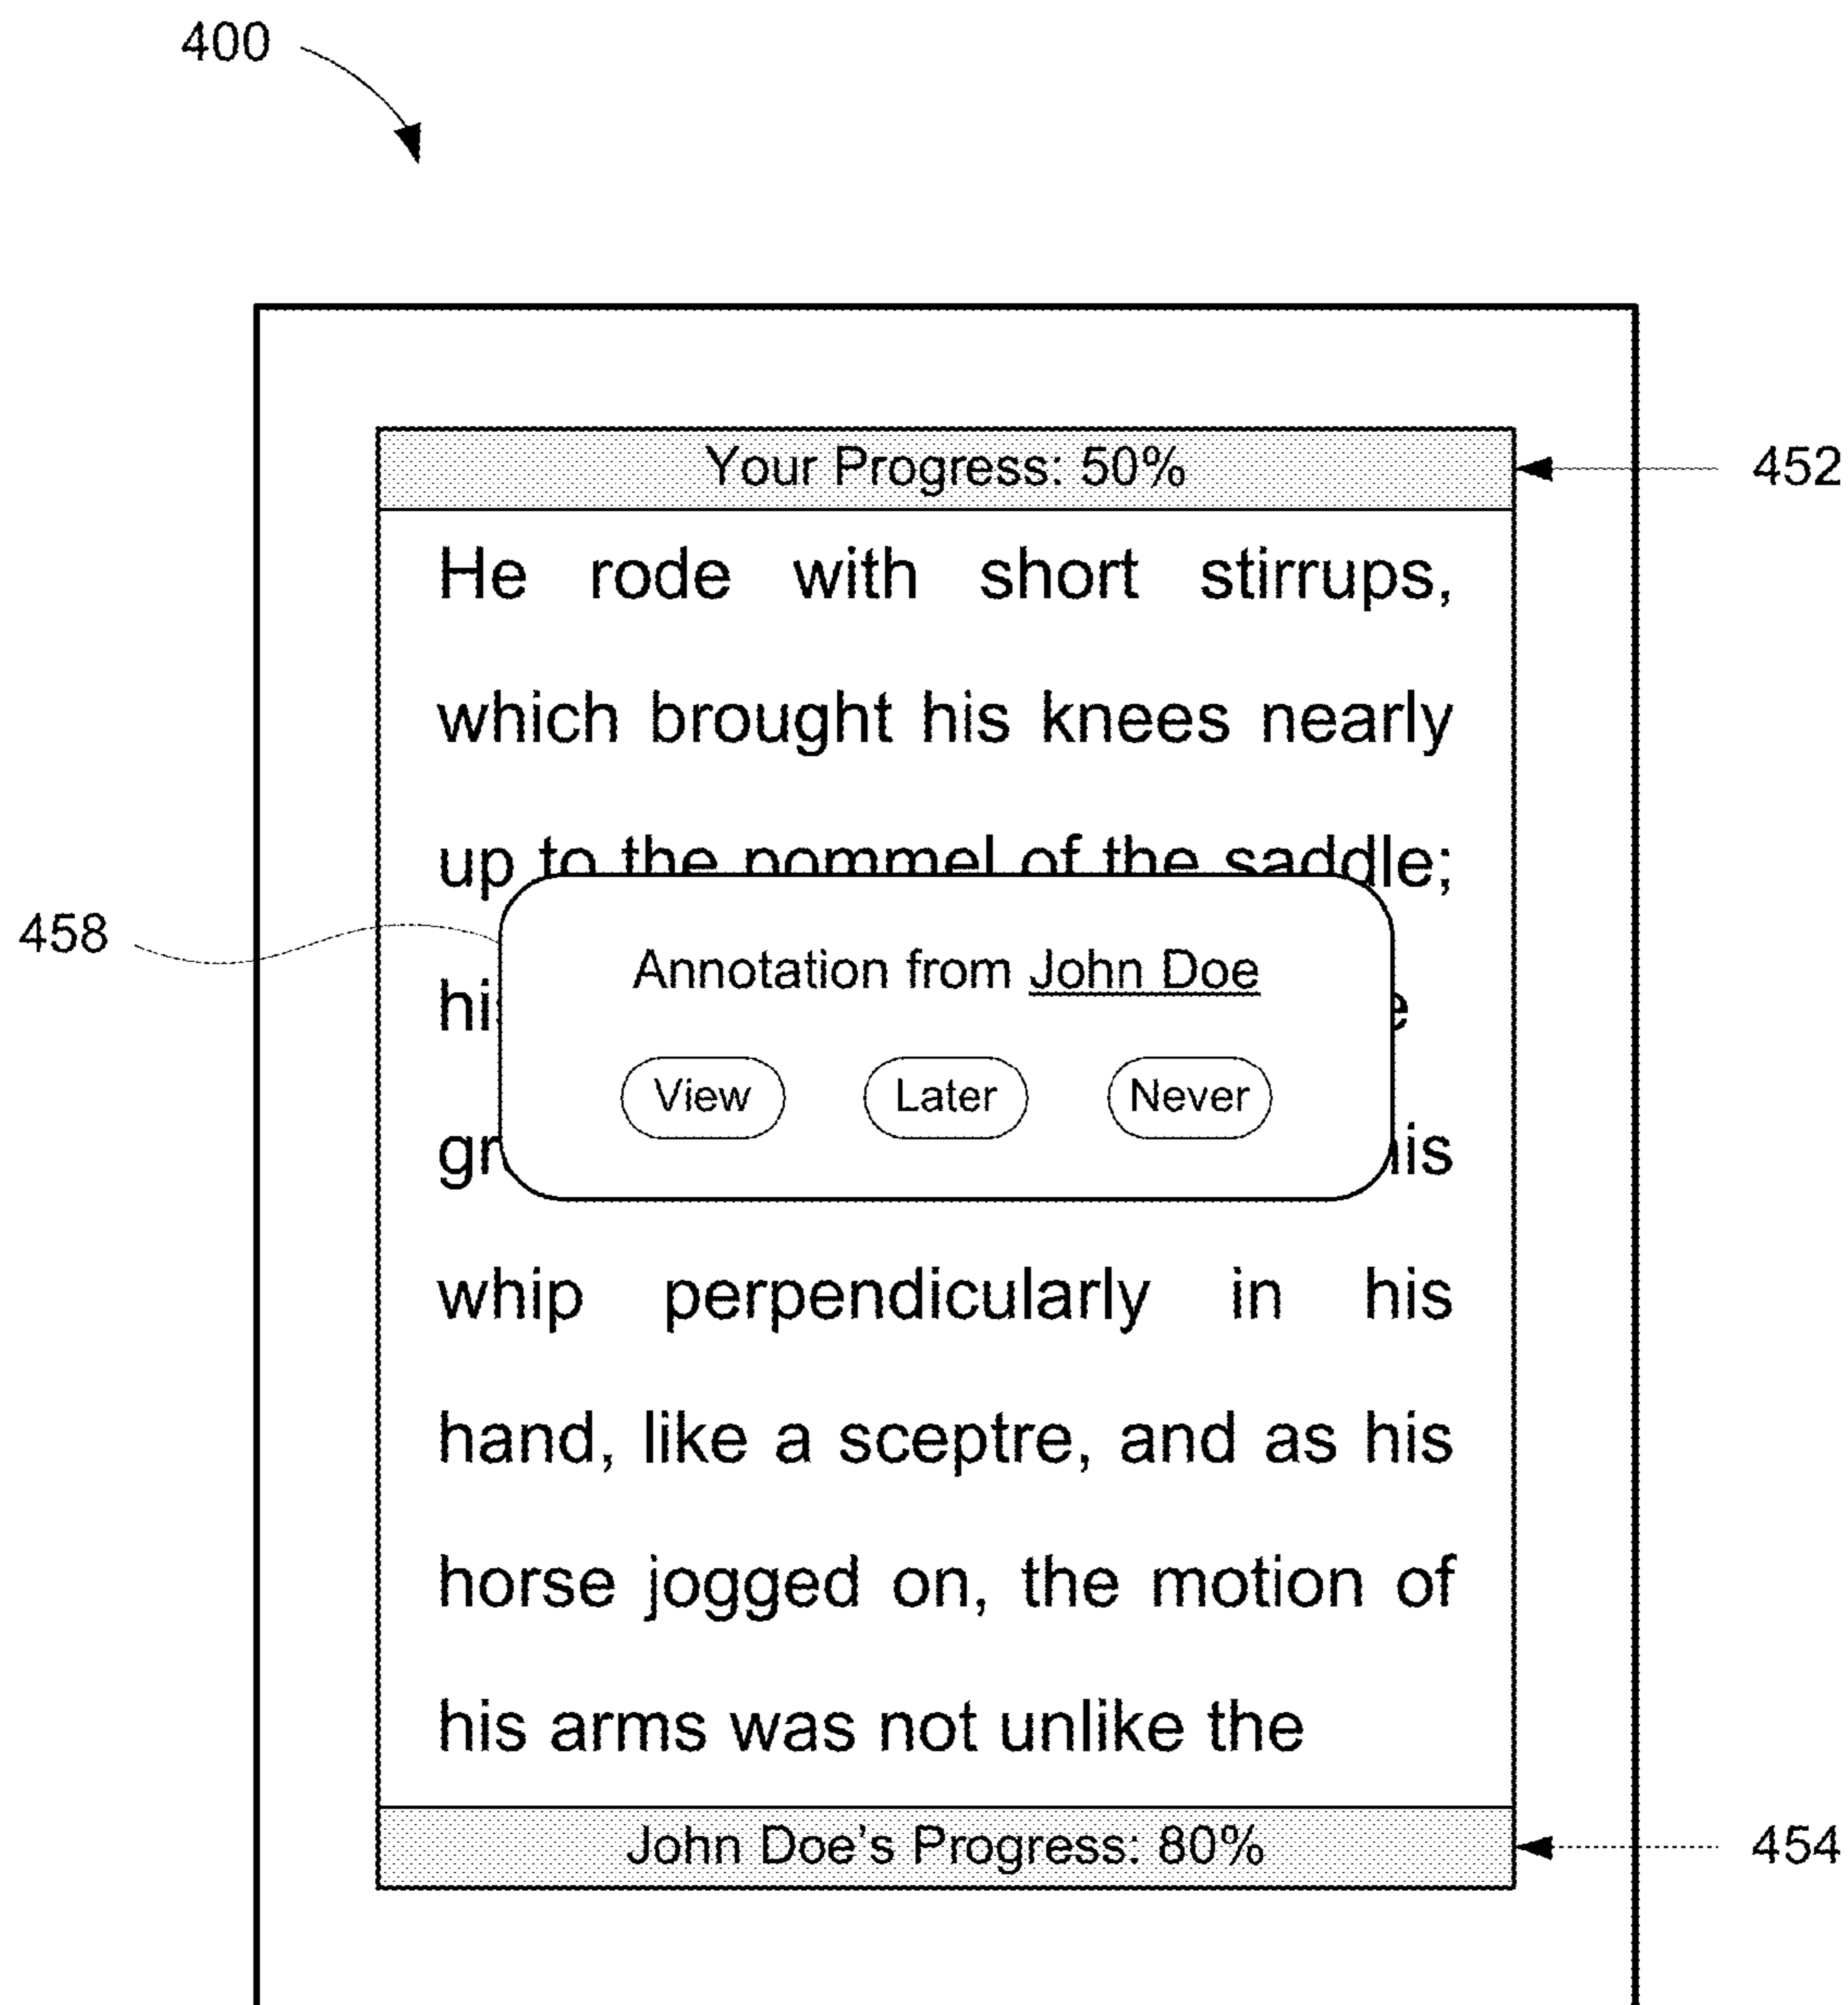 400
Your Progress: 50%
452
He rode with short stirrups,
which brought his knees nearly
up to the pommel of the saddle;
458
Annotation from John Doe
View Later Never
whip perpendicularly in his
hand, like a sceptre, and as his
horse jogged on, the motion of
his arms was not unlike the
John Doe's Progress: 80%
454